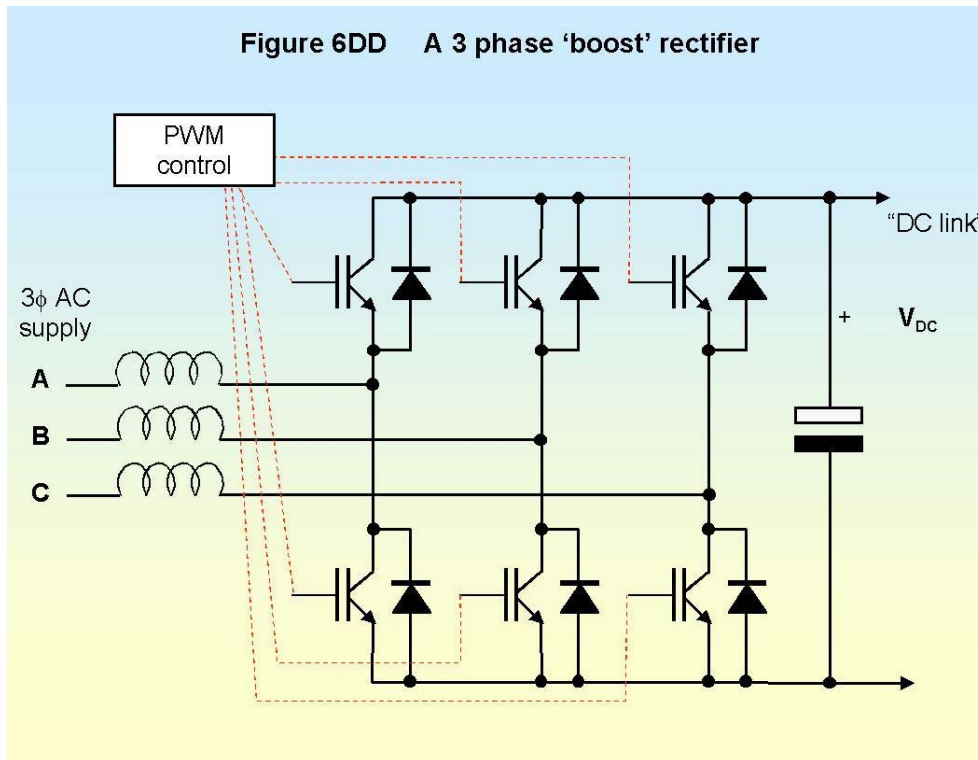 Figure 6DD A 3 phase ‘boost’ rectifier
PWM
control
“DC link”
3ϕ AC
supply
+ V_DC
A
B
C